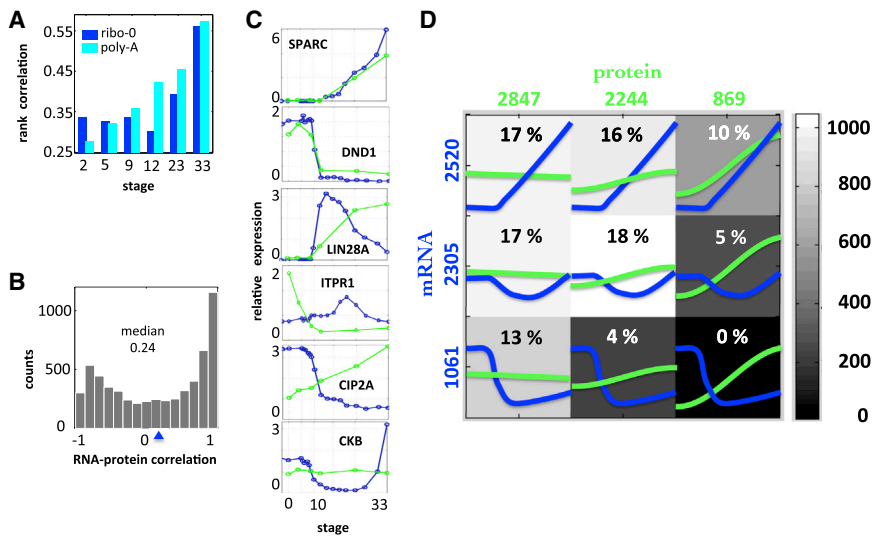 A
0.55
0.45
0.35
0.25
rank correlation
ribo-0
poly-A
2 5 9 12 23 33
stage
B
1000
500
0
counts
median
0.24
-1 0 1
RNA-protein correlation
C
relative expression
6
0
SPARC
2
0
DND1
3
0
LIN28A
2
0
ITPR1
3
0
CIP2A
3
0
CKB
0 10 33
stage
D
protein
2847 2244 869
mRNA
2520
2305
1061
17 % 16 % 10 %
17 % 18 % 5 %
13 % 4 % 0 %
1000
800
600
400
200
0